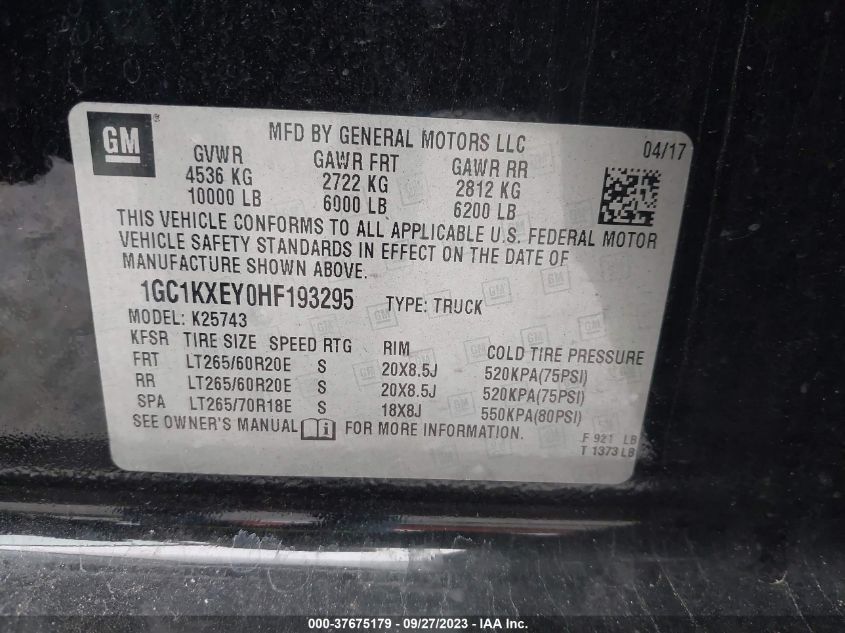 GM
MFD BY GENERAL MOTORS LLC
04/17
GVWR GAWR FRT GAWR RR
4536 KG 2722 KG 2812 KG
10000 LB 6000 LB 6200 LB
THIS VEHICLE CONFORMS TO ALL APPLICABLE U.S. FEDERAL MOTOR
VEHICLE SAFETY STANDARDS IN EFFECT ON THE DATE OF
MANUFACTURE SHOWN ABOVE.
1GC1KXEY0HF193295 TYPE: TRUCK
MODEL: K25743
KFSR TIRE SIZE SPEED RTG RIM COLD TIRE PRESSURE
FRT LT265/60R20E S 20X8.5J 520KPA(75PSI)
RR LT265/60R20E S 20X8.5J 520KPA(75PSI)
SPA LT265/70R18E S 18X8J 550KPA(80PSI)
SEE OWNER'S MANUAL FOR MORE INFORMATION.
F 921 LB
T 1373 LB
000-37675179 - 09/27/2023 - IAA Inc.